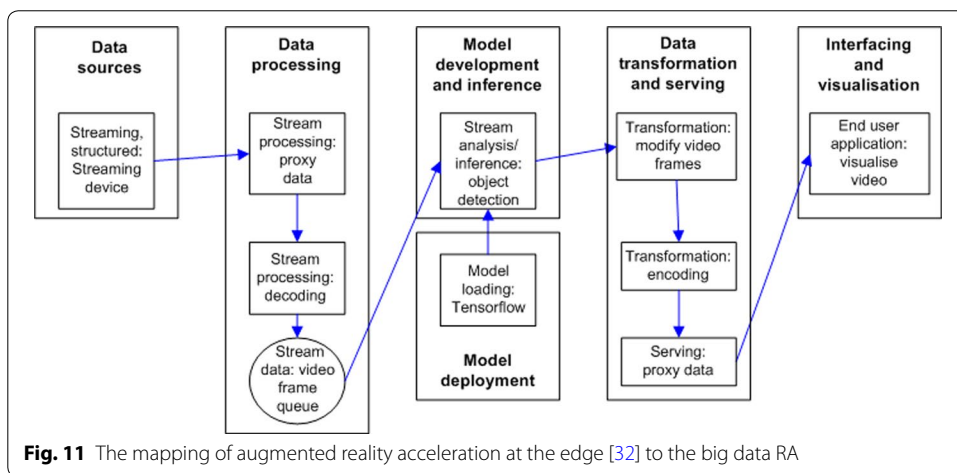 Data
sources
Streaming,
structured:
Streaming
device
Data
processing
Stream
processing:
proxy
data
Stream
processing:
decoding
Stream
data: video
frame
queue
Model
development
and inference
Stream
analysis/
inference:
object
detection
Model
loading:
Tensorflow
Model
deployment
Data
transformation
and serving
Transformation:
modify video
frames
Transformation:
encoding
Serving:
proxy data
Interfacing
and
visualisation
End user
application:
visualise
video
Fig. 11 The mapping of augmented reality acceleration at the edge [32] to the big data RA